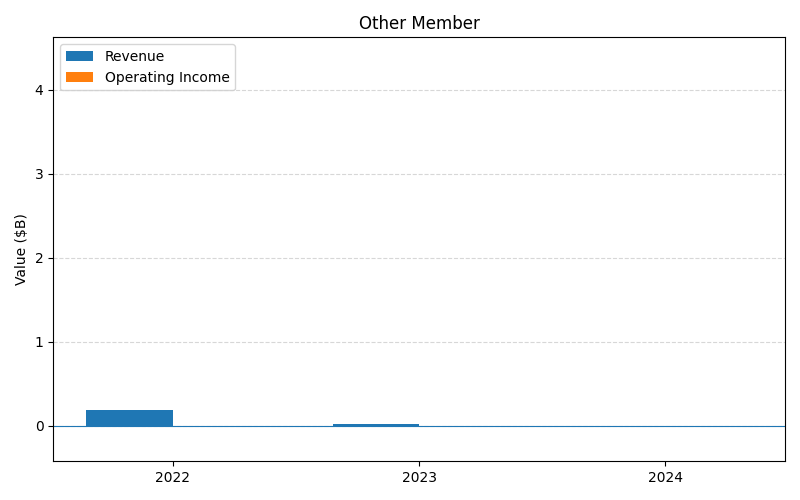 Other Member
Revenue
Operating Income
Value ($B)
4
3
2
1
0
2022
2023
2024